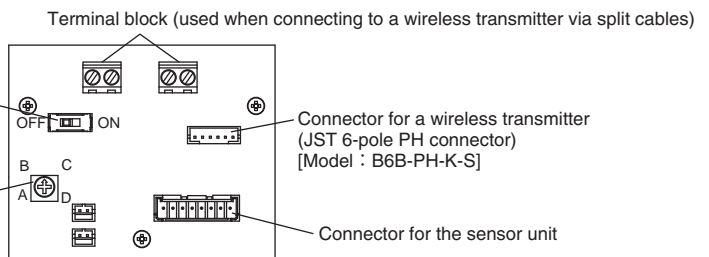 Terminal block (used when connecting to a wireless transmitter via split cables)
OFF ON
Connector for a wireless transmitter
(JST 6-pole PH connector)
[Model：B6B-PH-K-S]
B C
A D
Connector for the sensor unit